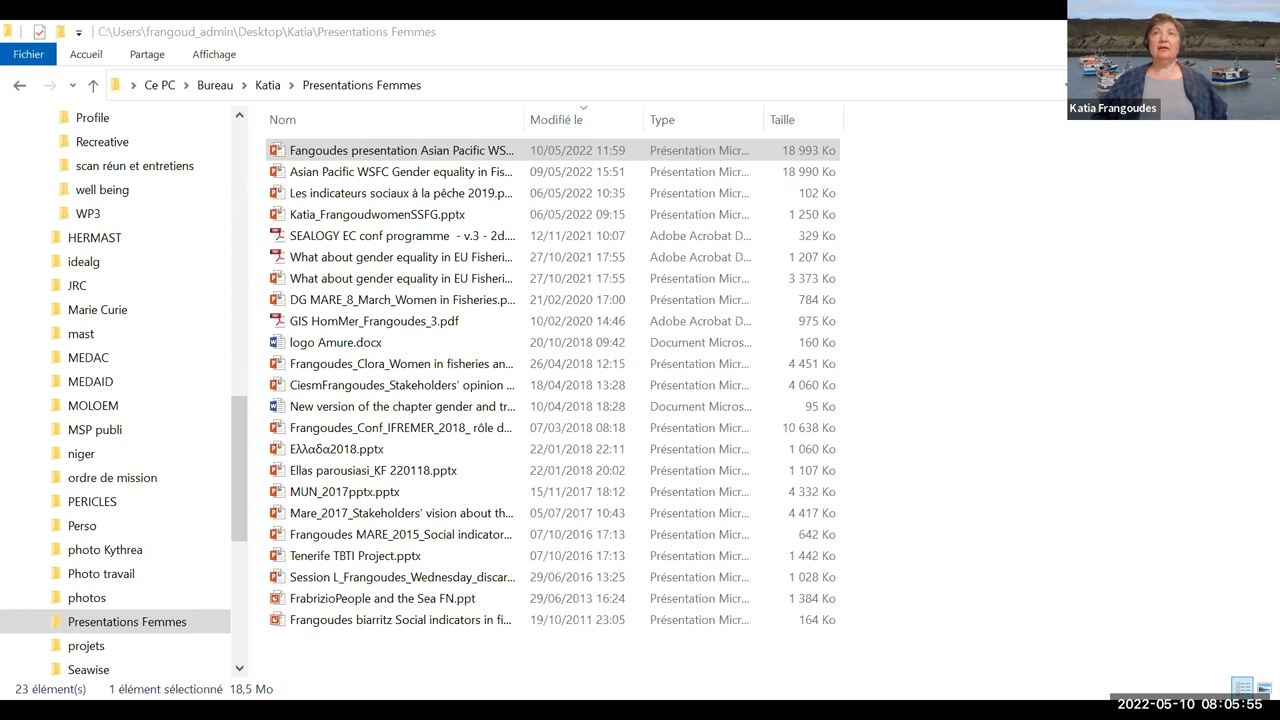 C:\Users\frangoud_admin\Desktop\Katia\Presentations Femmes
Fichier Accueil Partage Affichage
Ce PC > Bureau > Katia > Presentations Femmes
Katia Frangoudes
Profile
Recreative
scan réun et entretiens
well being
WP3
HERMAST
idealg
JRC
Marie Curie
mast
MEDAC
MEDAID
MOLOEM
MSP publi
niger
ordre de mission
PERICLES
Perso
photo Kythrea
Photo travail
photos
Presentations Femmes
projets
Seawise
Nom Modifié le Type Taille
Fangoudes presentation Asian Pacific WS... 10/05/2022 11:59 Présentation Micr... 18 993 Ko
Asian Pacific WSFC Gender equality in Fis... 09/05/2022 15:51 Présentation Micr... 18 990 Ko
Les indicateurs sociaux à la pêche 2019.p... 06/05/2022 10:35 Présentation Micr... 102 Ko
Katia_FrangoudwomenSSFG.pptx 06/05/2022 09:15 Présentation Micr... 1 250 Ko
SEALOGY EC conf programme - v.3 - 2d.... 12/11/2021 10:07 Adobe Acrobat D... 329 Ko
What about gender equality in EU Fisheri... 27/10/2021 17:55 Adobe Acrobat D... 1 207 Ko
What about gender equality in EU Fisheri... 27/10/2021 17:55 Présentation Micr... 3 373 Ko
DG MARE_8_March_Women in Fisheries.p... 21/02/2020 17:00 Présentation Micr... 784 Ko
GIS HomMer_Frangoudes_3.pdf 10/02/2020 14:46 Adobe Acrobat D... 975 Ko
logo Amure.docx 20/10/2018 09:42 Document Micros... 160 Ko
Frangoudes_Clora_Women in fisheries an... 26/04/2018 12:15 Présentation Micr... 4 451 Ko
CiesmFrangoudes_Stakeholders' opinion ... 18/04/2018 13:28 Présentation Micr... 4 060 Ko
New version of the chapter gender and tr... 10/04/2018 18:28 Document Micros... 95 Ko
Frangoudes_Conf_IFREMER_2018_ rôle d... 07/03/2018 08:18 Présentation Micr... 10 638 Ko
Ελλαδα2018.pptx 22/01/2018 22:11 Présentation Micr... 1 060 Ko
Ellas parousiasi_KF 220118.pptx 22/01/2018 20:02 Présentation Micr... 1 107 Ko
MUN_2017pptx.pptx 15/11/2017 18:12 Présentation Micr... 4 332 Ko
Mare_2017_Stakeholders' vision about th... 05/07/2017 10:43 Présentation Micr... 4 417 Ko
Frangoudes MARE_2015_Social indicator... 07/10/2016 17:13 Présentation Micr... 642 Ko
Tenerife TBTI Project.pptx 07/10/2016 17:13 Présentation Micr... 1 442 Ko
Session L_Frangoudes_Wednesday_discar... 29/06/2016 13:25 Présentation Micr... 1 028 Ko
FrabrizioPeople and the Sea FN.ppt 29/06/2013 16:24 Présentation Micr... 1 384 Ko
Frangoudes biarritz Social indicators in fi... 19/10/2011 23:05 Présentation Micr... 164 Ko
23 élément(s) 1 élément sélectionné 18,5 Mo
2022-05-10 08:05:55